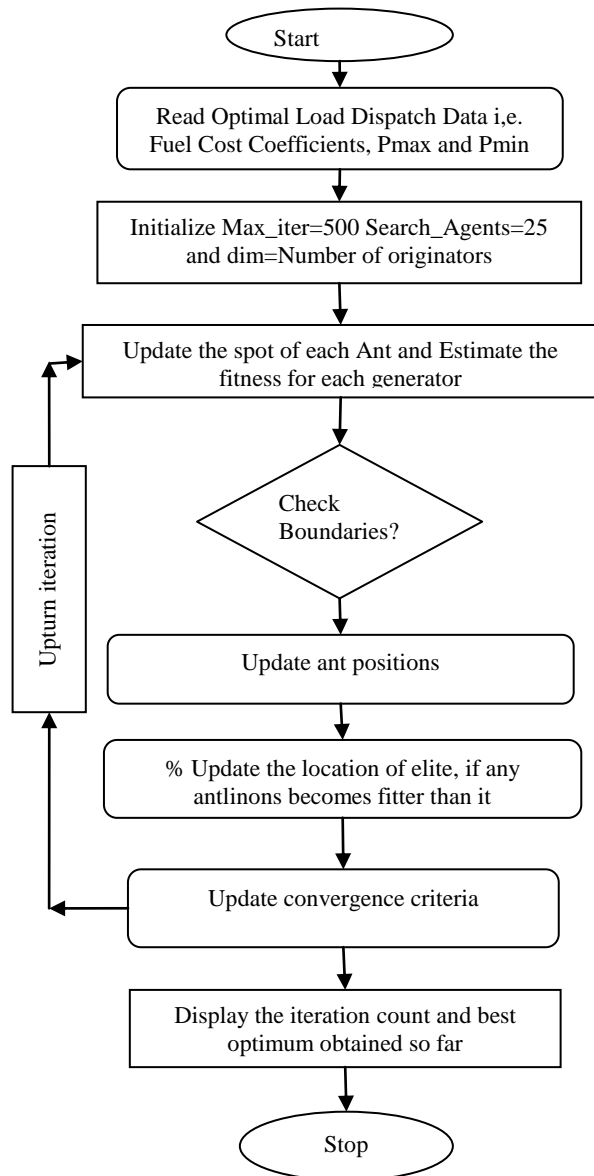 Start
Read Optimal Load Dispatch Data i,e.
Fuel Cost Coefficients, Pmax and Pmin
Initialize Max_iter=500 Search_Agents=25
and dim=Number of originators
Update the spot of each Ant and Estimate the
fitness for each generator
Check
Boundaries?
Upturn iteration
Update ant positions
% Update the location of elite, if any
antlinons becomes fitter than it
Update convergence criteria
Display the iteration count and best
optimum obtained so far
Stop